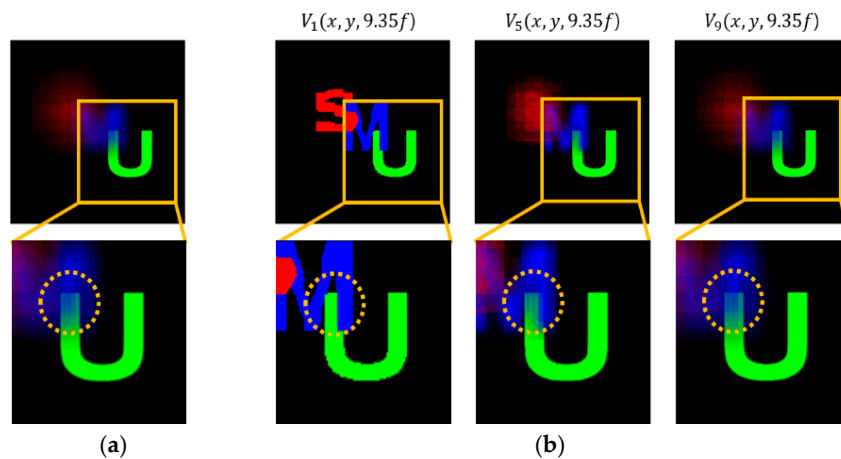 V₁(x, y, 9.35f) V₅(x, y, 9.35f) V₉(x, y, 9.35f)
U
S M U
M U
U
U
M U
U
U
(a) (b)